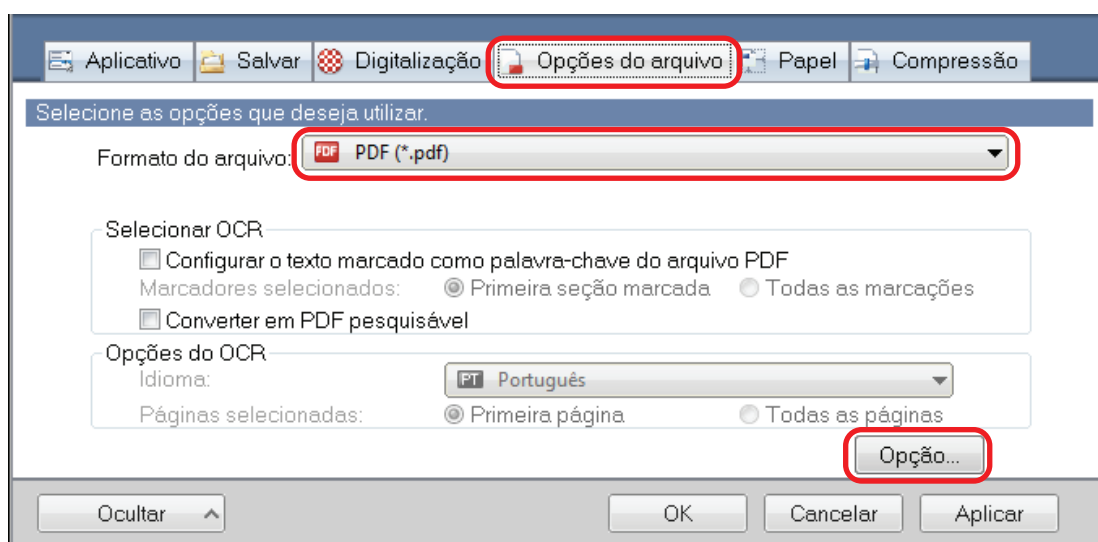 Aplicativo Salvar Digitalização Opções do arquivo Papel Compressão
Selecione as opções que deseja utilizar.
Formato do arquivo: PDF PDF (*.pdf)
Selecionar OCR
Configurar o texto marcado como palavra-chave do arquivo PDF
Marcadores selecionados: Primeira seção marcada Todas as marcações
Converter em PDF pesquisável
Opções do OCR
Idioma: PT Português
Páginas selecionadas: Primeira página Todas as páginas
Opção...
Ocultar OK Cancelar Aplicar